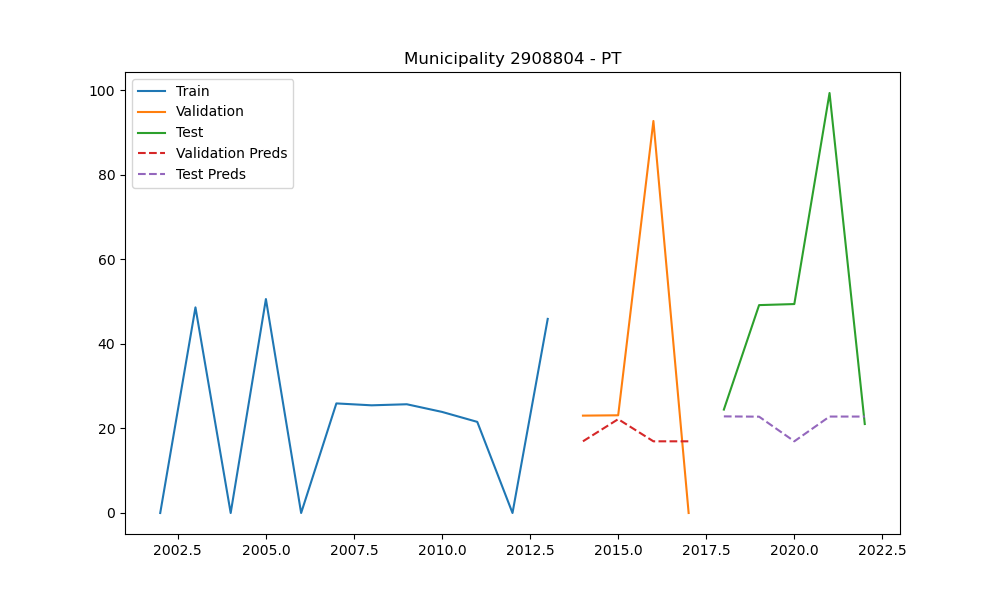 Municipality 2908804 - PT
Train
Validation
Test
Validation Preds
Test Preds
100
80
60
40
20
0
2002.5 2005.0 2007.5 2010.0 2012.5 2015.0 2017.5 2020.0 2022.5